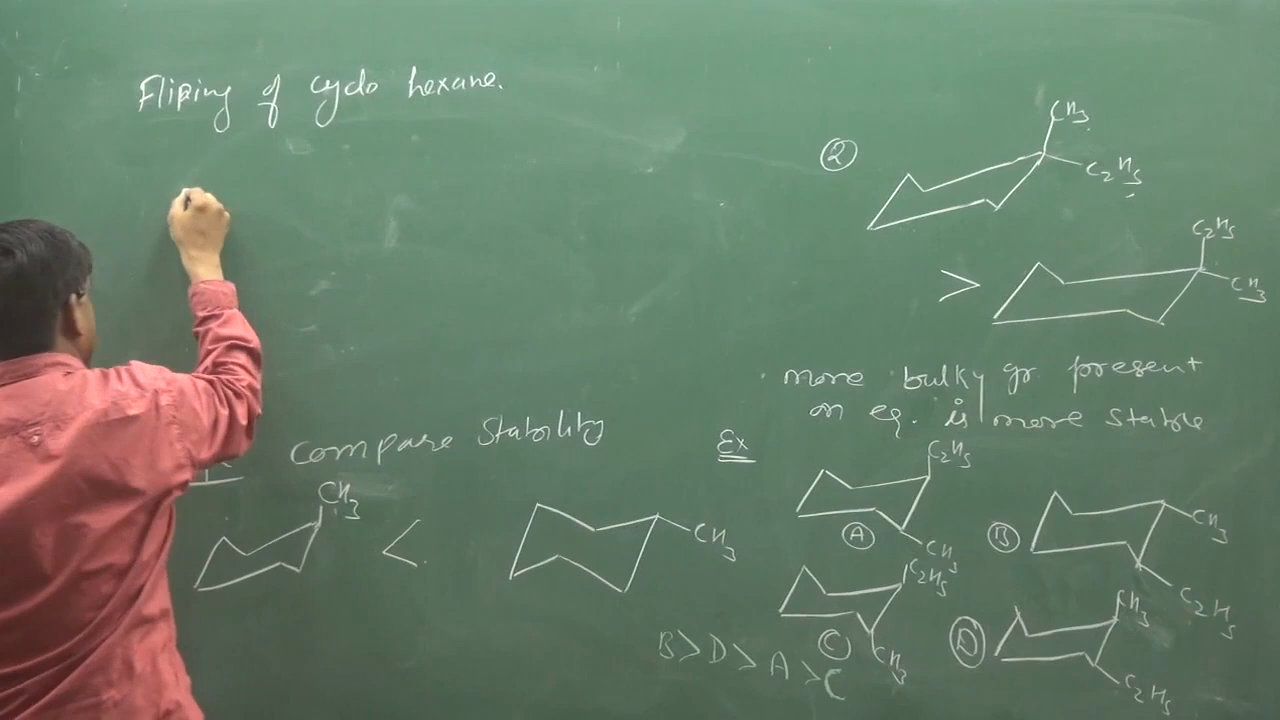 Fliping of cyclo hexane.
② CH3
C2H5
> C2H5
CH3
more bulky gr. present
on eq. is more stable
compare stability
CH3
<
CH3
Ex
C2H5
CH3
Ⓐ
CH3
C2H5
Ⓑ
C2H5
CH3
Ⓒ
CH3
C2H5
Ⓓ
B > D > A > C